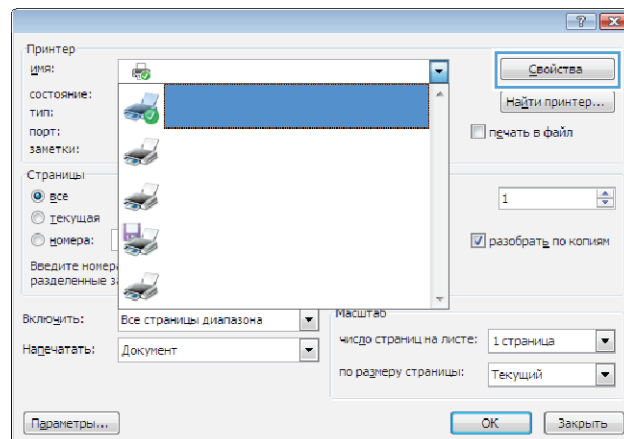 Принтер
имя:
Свойства
состояние:
тип:
Найти принтер...
порт:
печать в файл
заметки:
Страницы
все
1
текущая
номера:
разобрать по копиям
Введите
разделенные
Масштаб
Включить:
Все страницы диапазона
число страниц на листе:
1 страница
Напечатать:
Документ
по размеру страницы:
Текущий
Параметры...
OK
Закрыть